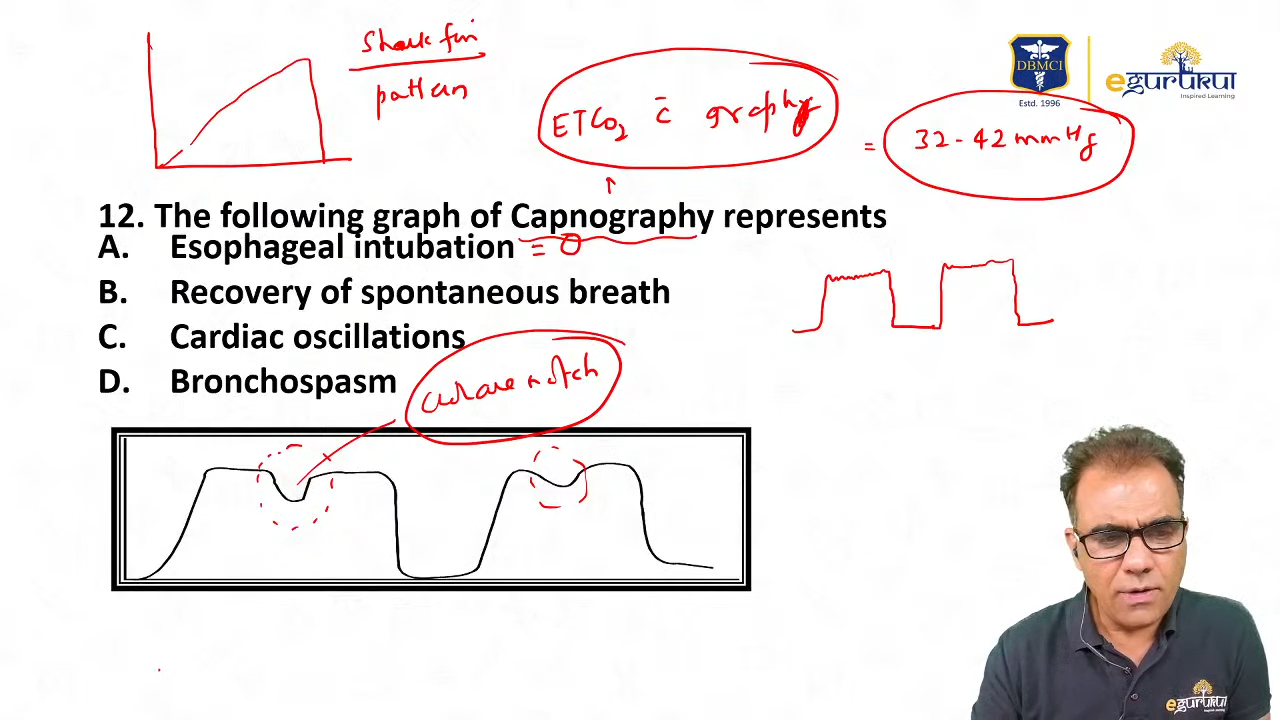 Shark fin
pattern
ETCO2 c̄ graphy
= 32-42 mmHg
DBMCI
Estd. 1996
egurukul
Inspired Learning
12. The following graph of Capnography represents
A. Esophageal intubation = 0
B. Recovery of spontaneous breath
C. Cardiac oscillations
D. Bronchospasm
curare notch
egurukul